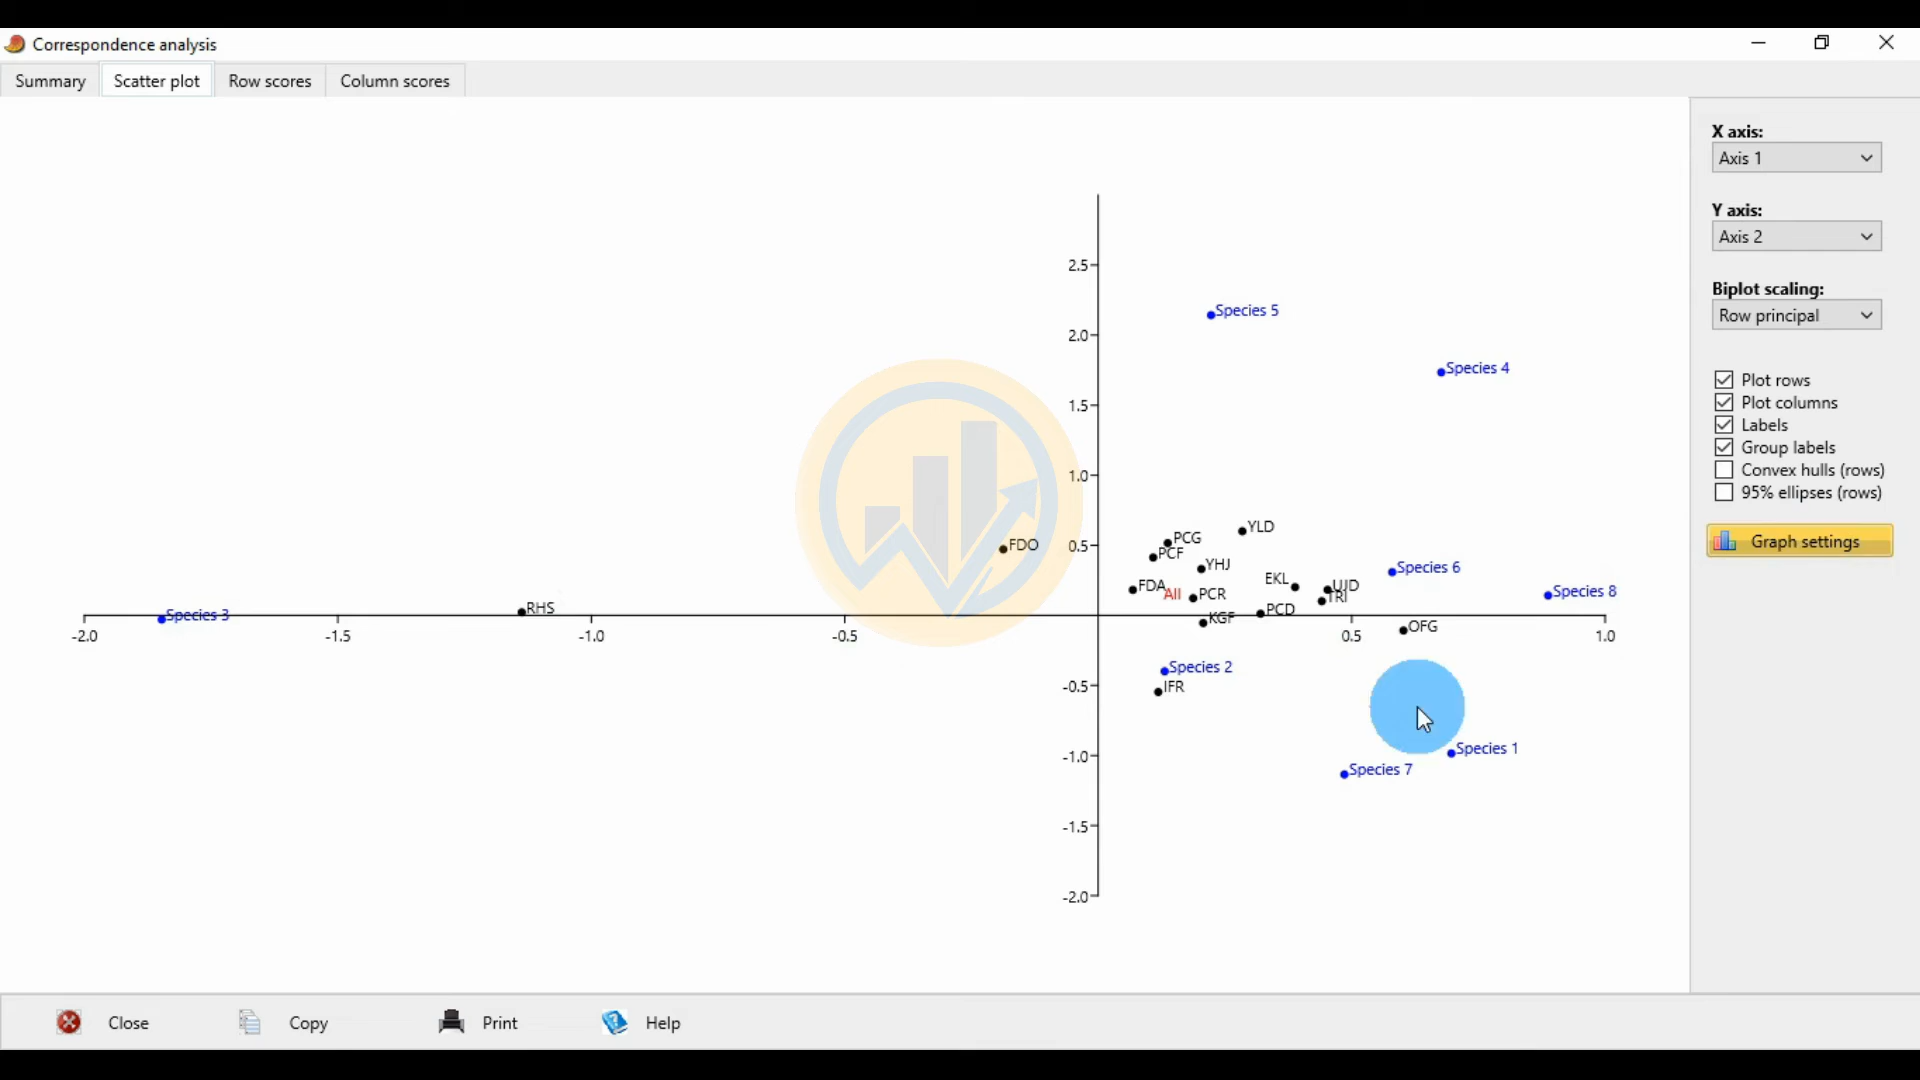 Correspondence analysis
Summary Scatter plot Row scores Column scores
X axis:
Axis 1
Y axis:
Axis 2
Biplot scaling:
Row principal
Plot rows
Plot columns
Labels
Group labels
Convex hulls (rows)
95% ellipses (rows)
Graph settings
2.5
Species 5
2.0
Species 4
1.5
1.0
YLD
PCG
FDO
0.5
PCF
YHJ
Species 6
EKL
FDA
UJD
Species 8
All
PCR
TRI
RHS
PCD
Species 3
KGF
OFG
-2.0 -1.5 -1.0 -0.5 0.5 1.0
Species 2
-0.5
IFR
Species 1
-1.0
Species 7
-1.5
-2.0
Close Copy Print Help